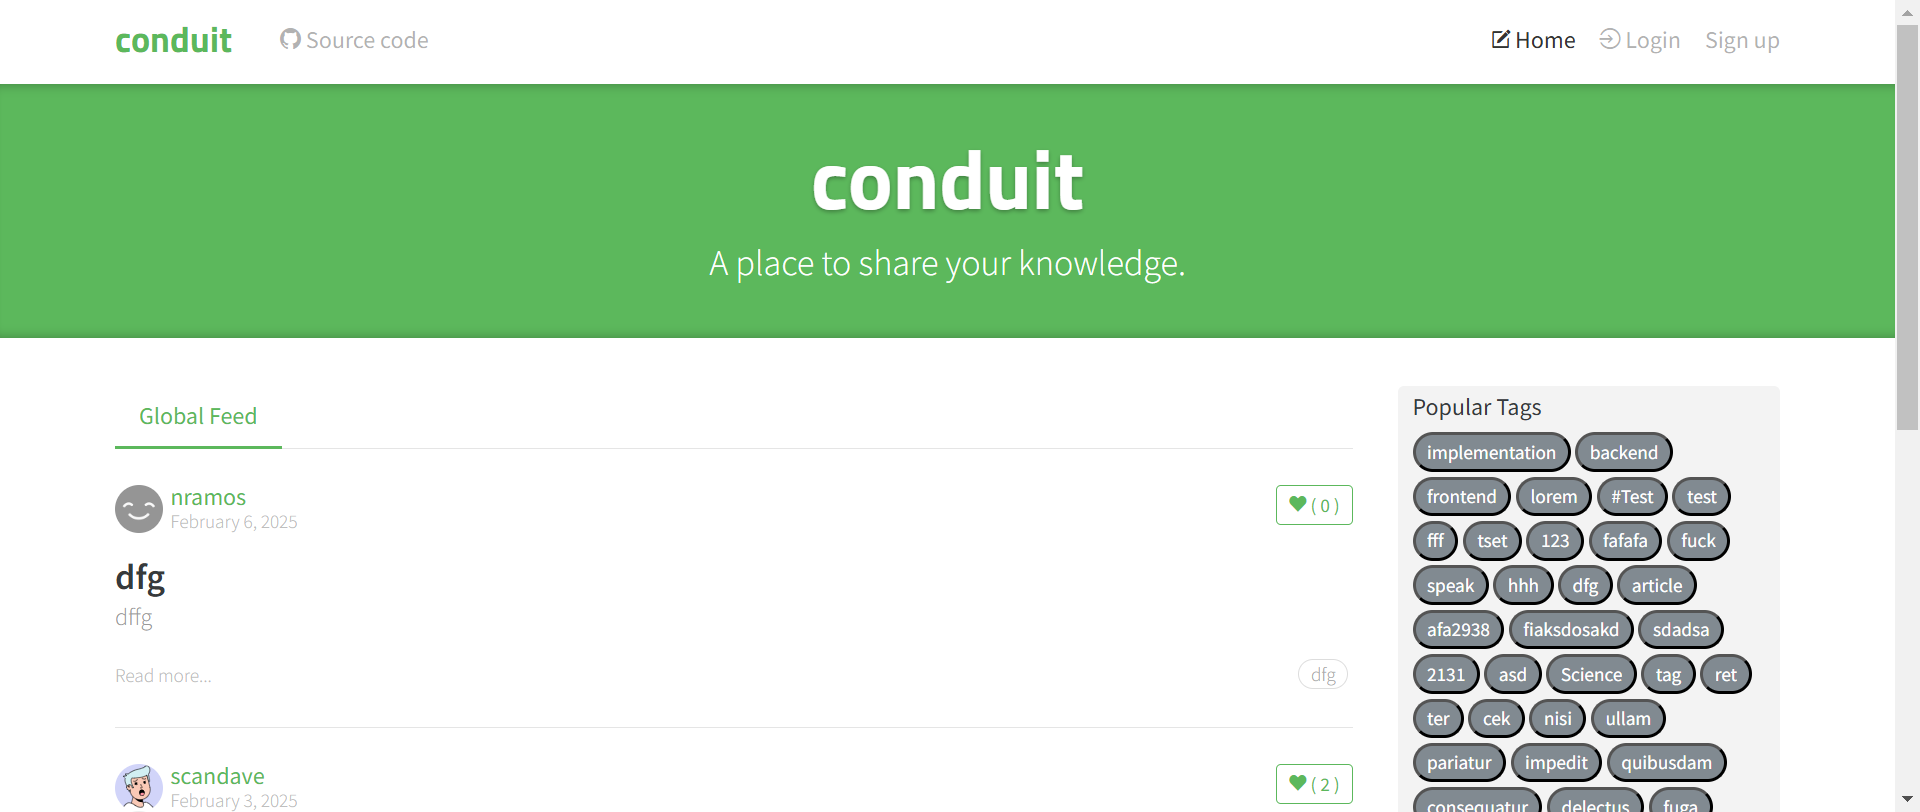 conduit Source code Home Login Sign up
conduit
A place to share your knowledge.
Global Feed
nramos
February 6, 2025
( 0 )
dfg
dffg
Read more...
dfg
scandave
February 3, 2025
( 2 )
Popular Tags
implementation backend
frontend lorem #Test test
fff tset 123 fafafa fuck
speak hhh dfg article
afa2938 fiaksdosakd sdadsa
2131 asd Science tag ret
ter cek nisi ullam
pariatur impedit quibusdam
consequatur delectus fuga